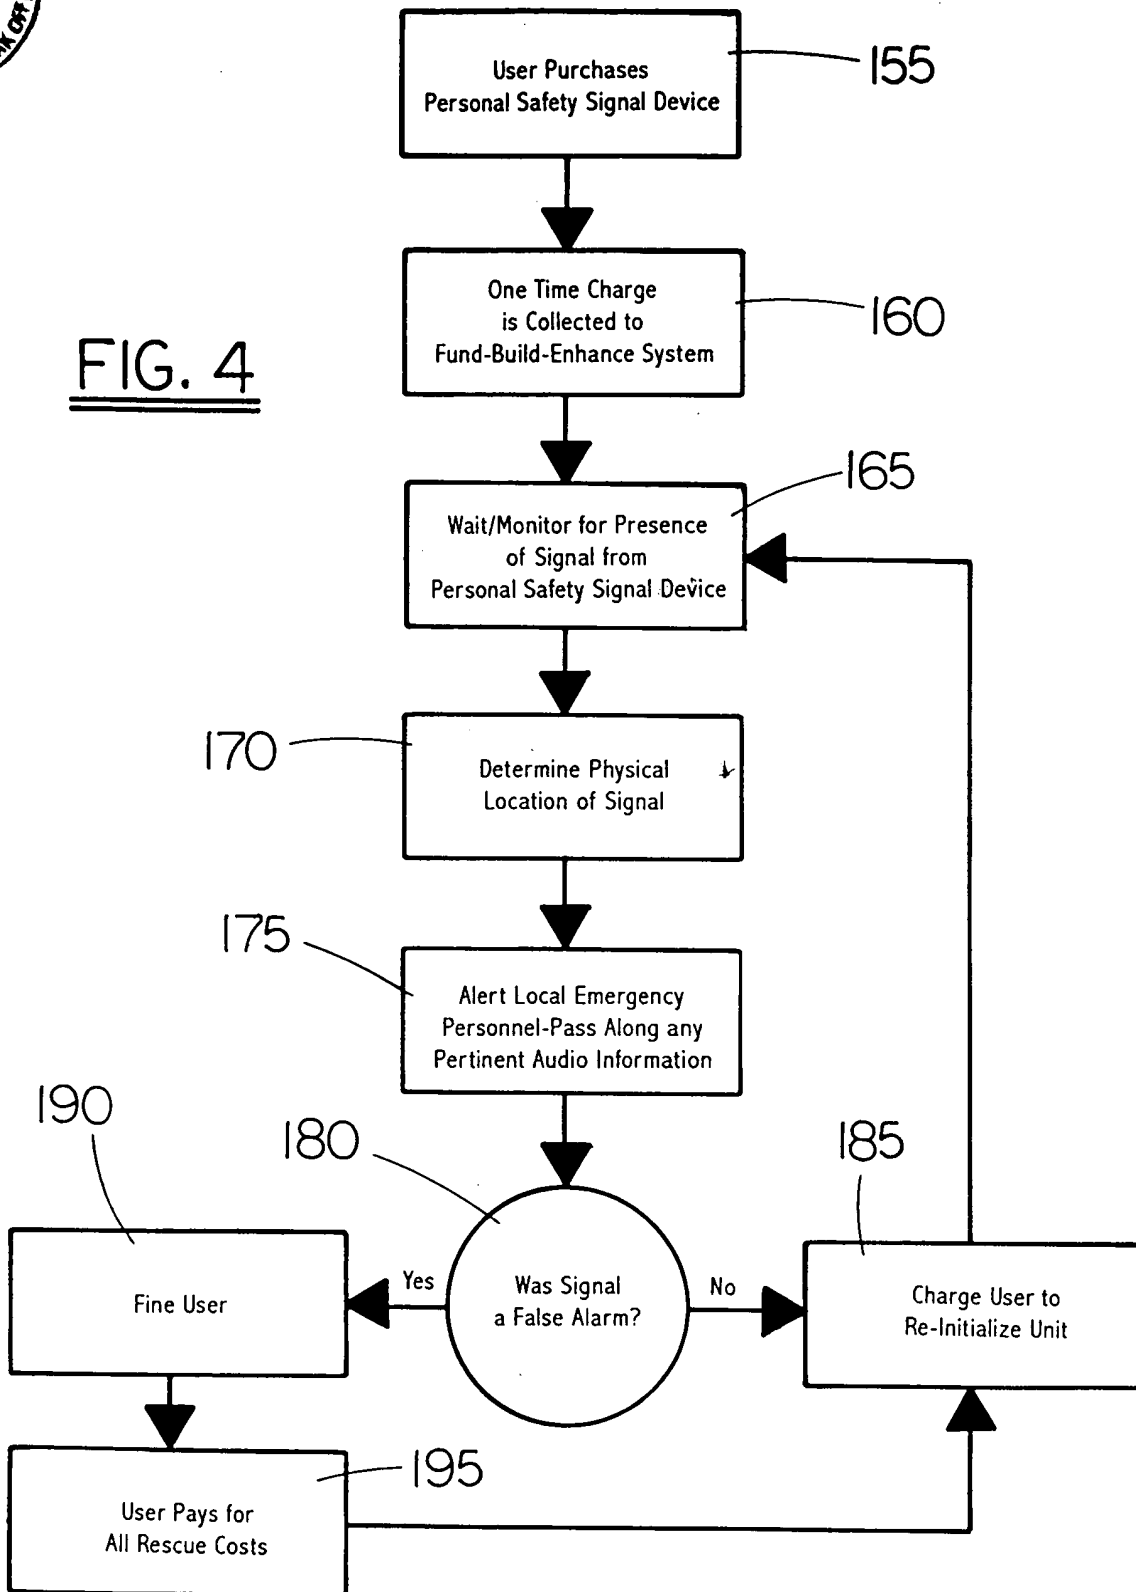 User Purchases
Personal Safety Signal Device
155
One Time Charge
is Collected to
Fund-Build-Enhance System
160
FIG. 4
165
Wait/Monitor for Presence
of Signal from
Personal Safety Signal Device
170
Determine Physical
Location of Signal
175
Alert Local Emergency
Personnel-Pass Along any
Pertinent Audio Information
190
180
185
Yes
No
Was Signal
a False Alarm?
Fine User
Charge User to
Re-Initialize Unit
195
User Pays for
All Rescue Costs